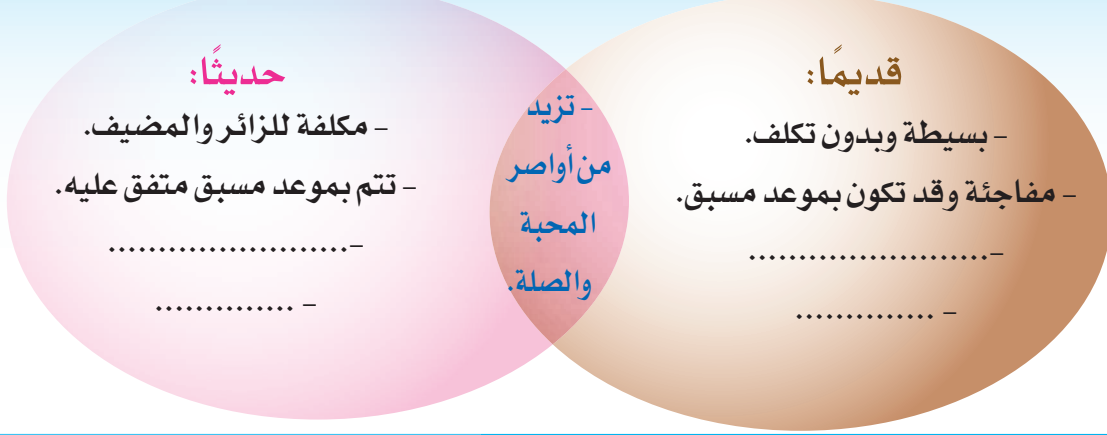 قديمًا:
- بسيطة وبدون تكلف.
- مفاجئة وقد تكون بموعد مسبق.
-........................
- ..............
- تزيد
من أواصر
المحبة
والصلة.
حديثًا:
- مكلفة للزائر والمضيف.
- تتم بموعد مسبق متفق عليه.
-........................
- ..............